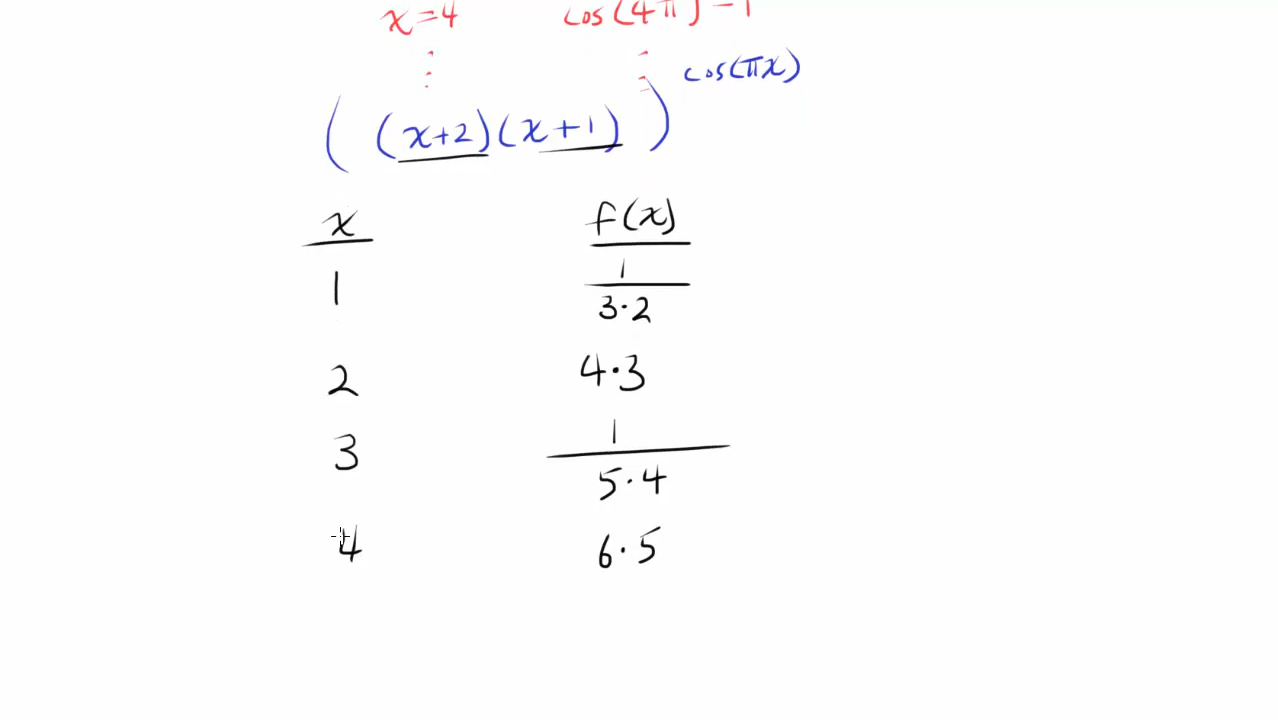 x=4 cos(4π)=1
⋮ ⋮
((x+2)(x+1))^cos(πx)
x f(x)
1 1/3·2
2 4·3
3 1/5·4
4 6·5